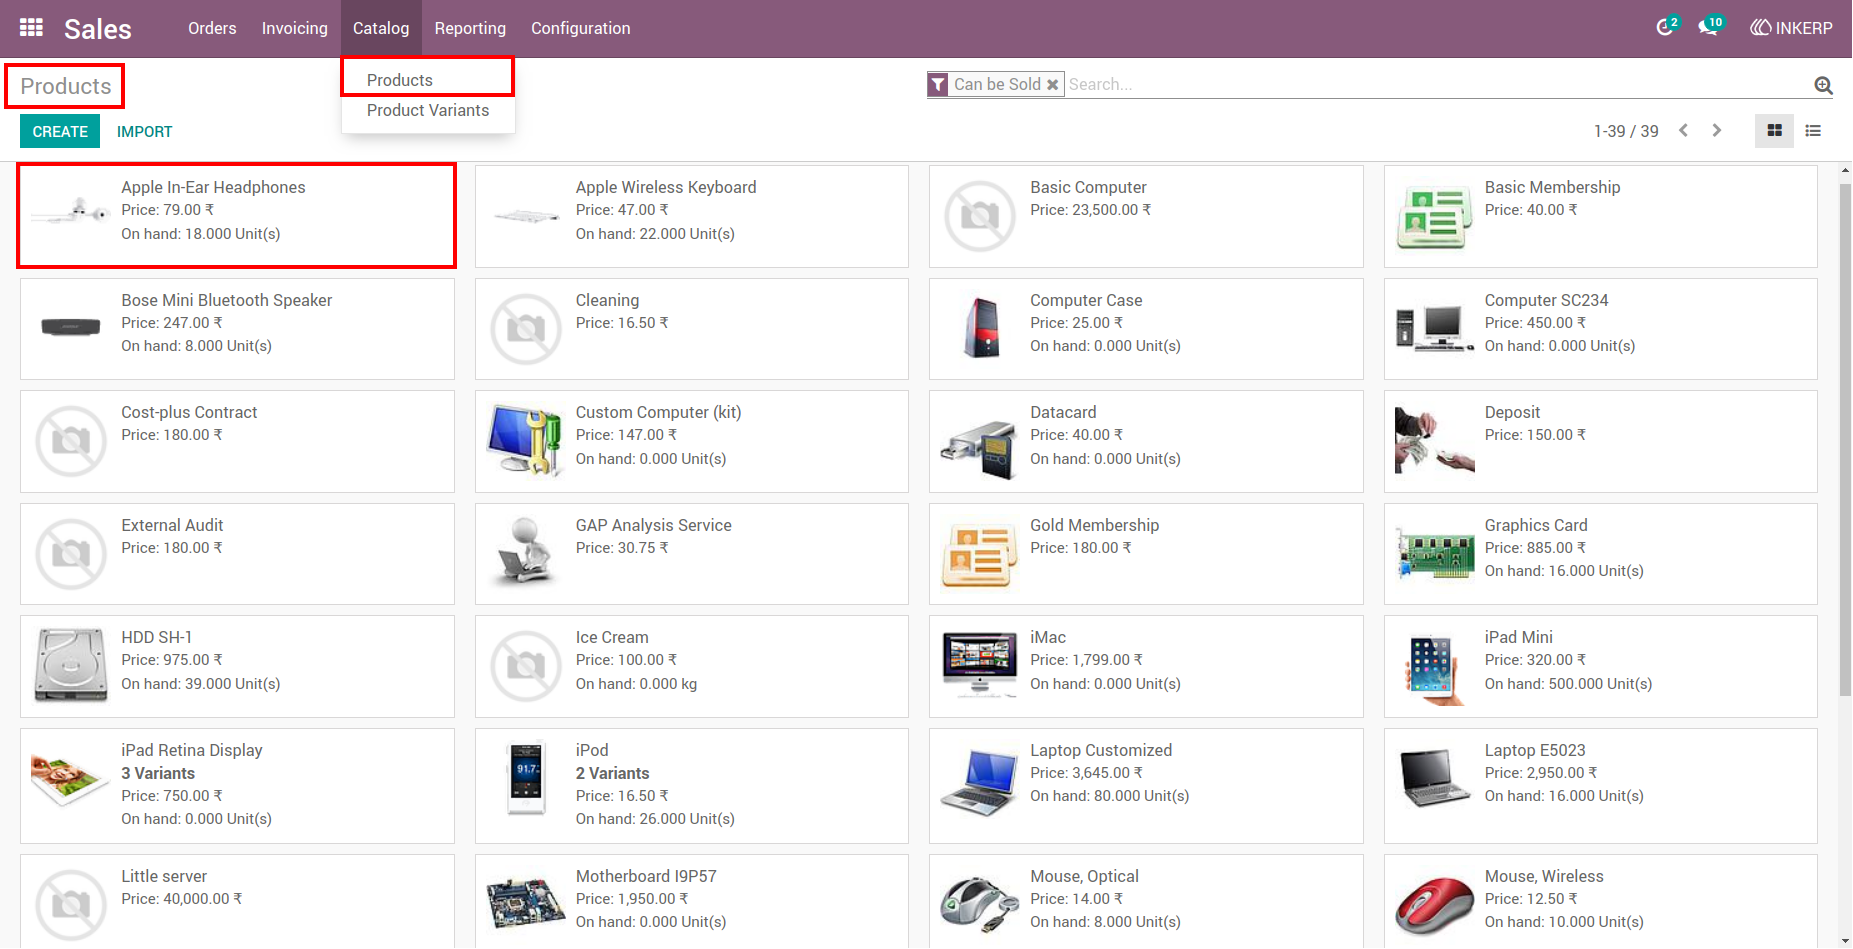 Sales
Orders
Invoicing
Catalog
Reporting
Configuration
2
10
INKERP
Products
Products
Product Variants
Can be Sold
Search...
CREATE
IMPORT
1-39 / 39
Apple In-Ear Headphones
Price: 79.00 ₹
On hand: 18.000 Unit(s)
Apple Wireless Keyboard
Price: 47.00 ₹
On hand: 22.000 Unit(s)
Basic Computer
Price: 23,500.00 ₹
Basic Membership
Price: 40.00 ₹
Bose Mini Bluetooth Speaker
Price: 247.00 ₹
On hand: 8.000 Unit(s)
Cleaning
Price: 16.50 ₹
Computer Case
Price: 25.00 ₹
On hand: 0.000 Unit(s)
Computer SC234
Price: 450.00 ₹
On hand: 0.000 Unit(s)
Cost-plus Contract
Price: 180.00 ₹
Custom Computer (kit)
Price: 147.00 ₹
On hand: 0.000 Unit(s)
Datacard
Price: 40.00 ₹
On hand: 0.000 Unit(s)
Deposit
Price: 150.00 ₹
External Audit
Price: 180.00 ₹
GAP Analysis Service
Price: 30.75 ₹
Gold Membership
Price: 180.00 ₹
Graphics Card
Price: 885.00 ₹
On hand: 16.000 Unit(s)
HDD SH-1
Price: 975.00 ₹
On hand: 39.000 Unit(s)
Ice Cream
Price: 100.00 ₹
On hand: 0.000 kg
iMac
Price: 1,799.00 ₹
On hand: 0.000 Unit(s)
iPad Mini
Price: 320.00 ₹
On hand: 500.000 Unit(s)
iPad Retina Display
3 Variants
Price: 750.00 ₹
On hand: 0.000 Unit(s)
91.7
iPod
2 Variants
Price: 16.50 ₹
On hand: 26.000 Unit(s)
Laptop Customized
Price: 3,645.00 ₹
On hand: 80.000 Unit(s)
Laptop E5023
Price: 2,950.00 ₹
On hand: 16.000 Unit(s)
Little server
Price: 40,000.00 ₹
Motherboard I9P57
Price: 1,950.00 ₹
On hand: 0.000 Unit(s)
Mouse, Optical
Price: 14.00 ₹
On hand: 8.000 Unit(s)
Mouse, Wireless
Price: 12.50 ₹
On hand: 10.000 Unit(s)